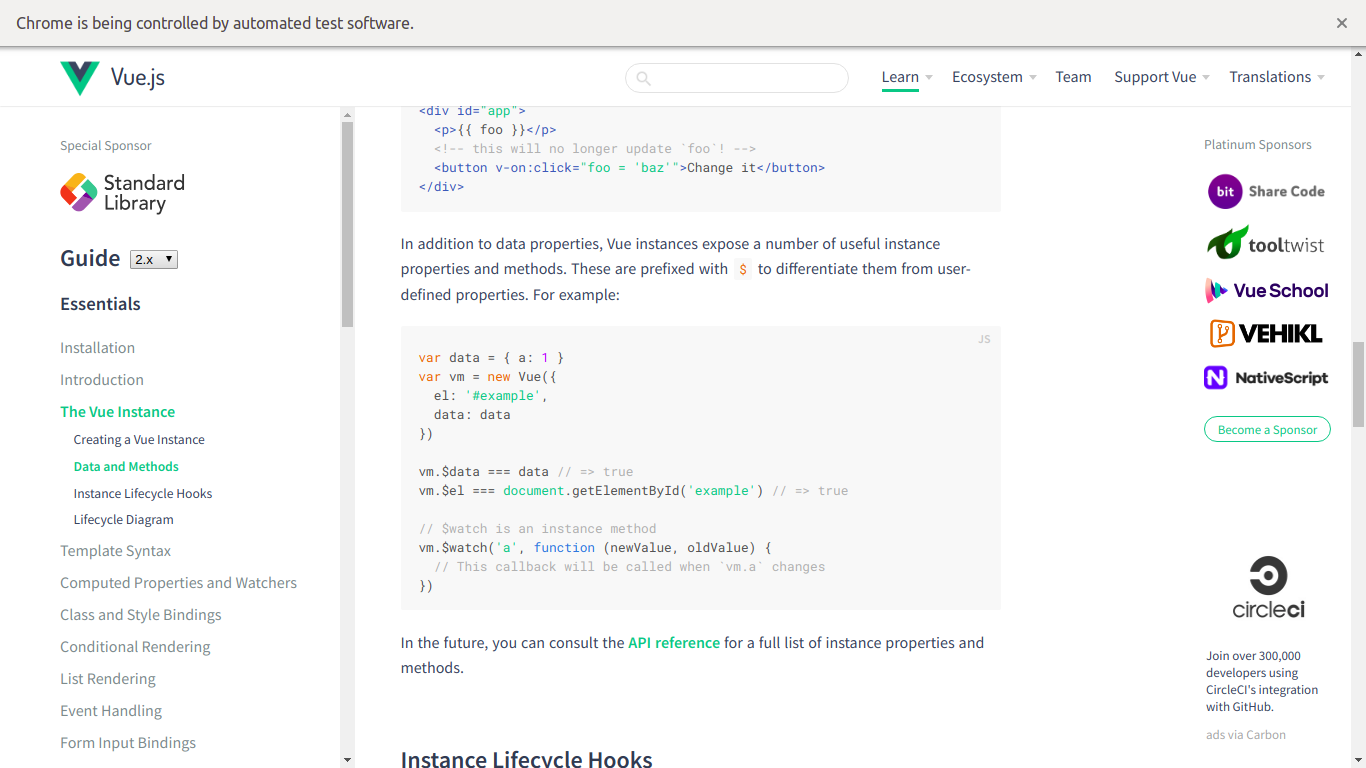 Chrome is being controlled by automated test software.
Vue.js
Learn
Ecosystem
Team
Support Vue
Translations
Special Sponsor
Standard
Library
Guide
2.x
Essentials
Installation
Introduction
The Vue Instance
Creating a Vue Instance
Data and Methods
Instance Lifecycle Hooks
Lifecycle Diagram
Template Syntax
Computed Properties and Watchers
Class and Style Bindings
Conditional Rendering
List Rendering
Event Handling
Form Input Bindings
<div id="app">
  <p>{{ foo }}</p>
  <!-- this will no longer update `foo`! -->
  <button v-on:click="foo = 'baz'">Change it</button>
</div>
In addition to data properties, Vue instances expose a number of useful instance
properties and methods. These are prefixed with $ to differentiate them from user-
defined properties. For example:
JS
var data = { a: 1 }
var vm = new Vue({
  el: '#example',
  data: data
})
vm.$data === data // => true
vm.$el === document.getElementById('example') // => true
// $watch is an instance method
vm.$watch('a', function (newValue, oldValue) {
  // This callback will be called when `vm.a` changes
})
In the future, you can consult the API reference for a full list of instance properties and
methods.
Instance Lifecycle Hooks
Platinum Sponsors
bit Share Code
tooltwist
Vue School
VEHIKL
NativeScript
Become a Sponsor
circleci
Join over 300,000
developers using
CircleCI's integration
with GitHub.
ads via Carbon